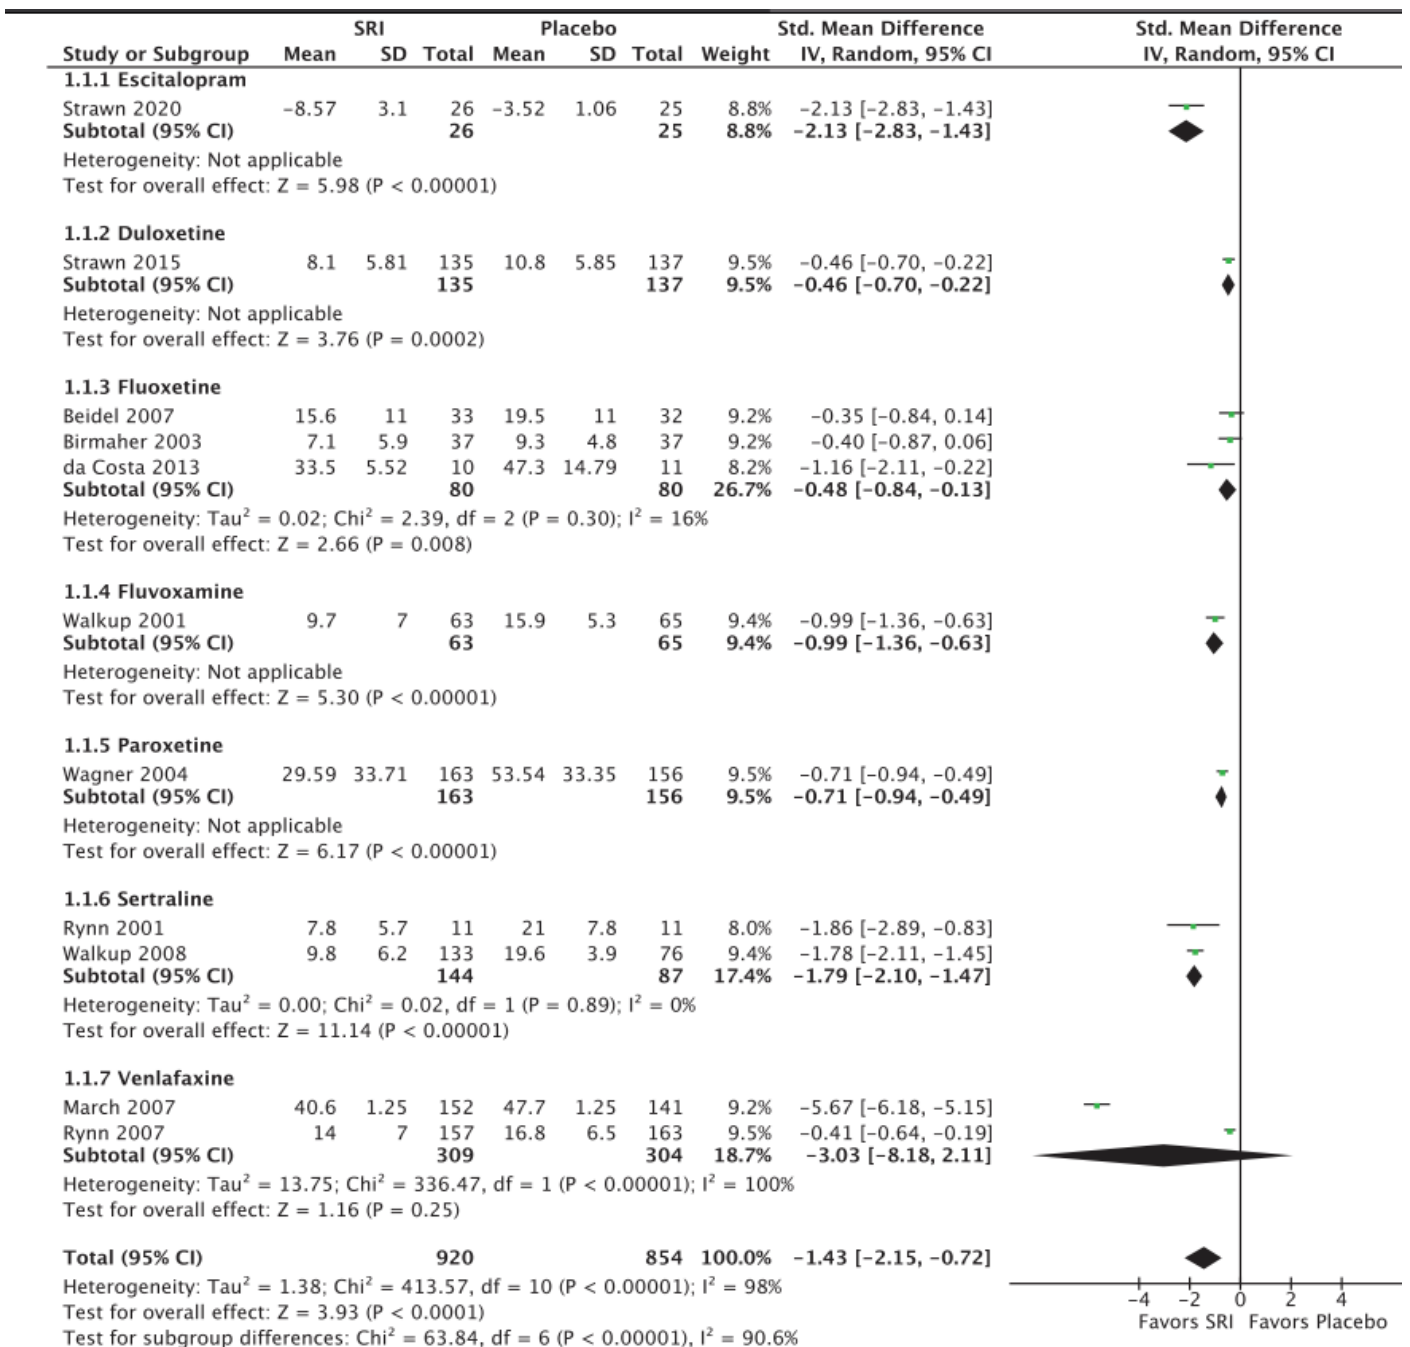 SRI Placebo Std. Mean Difference Std. Mean Difference
Study or Subgroup Mean SD Total Mean SD Total Weight IV, Random, 95% CI IV, Random, 95% CI
1.1.1 Escitalopram
Strawn 2020 −8.57 3.1 26 −3.52 1.06 25 8.8% −2.13 [−2.83, −1.43]
Subtotal (95% CI) 26 25 8.8% −2.13 [−2.83, −1.43]
Heterogeneity: Not applicable
Test for overall effect: Z = 5.98 (P < 0.00001)
1.1.2 Duloxetine
Strawn 2015 8.1 5.81 135 10.8 5.85 137 9.5% −0.46 [−0.70, −0.22]
Subtotal (95% CI) 135 137 9.5% −0.46 [−0.70, −0.22]
Heterogeneity: Not applicable
Test for overall effect: Z = 3.76 (P = 0.0002)
1.1.3 Fluoxetine
Beidel 2007 15.6 11 33 19.5 11 32 9.2% −0.35 [−0.84, 0.14]
Birmaher 2003 7.1 5.9 37 9.3 4.8 37 9.2% −0.40 [−0.87, 0.06]
da Costa 2013 33.5 5.52 10 47.3 14.79 11 8.2% −1.16 [−2.11, −0.22]
Subtotal (95% CI) 80 80 26.7% −0.48 [−0.84, −0.13]
Heterogeneity: Tau² = 0.02; Chi² = 2.39, df = 2 (P = 0.30); I² = 16%
Test for overall effect: Z = 2.66 (P = 0.008)
1.1.4 Fluvoxamine
Walkup 2001 9.7 7 63 15.9 5.3 65 9.4% −0.99 [−1.36, −0.63]
Subtotal (95% CI) 63 65 9.4% −0.99 [−1.36, −0.63]
Heterogeneity: Not applicable
Test for overall effect: Z = 5.30 (P < 0.00001)
1.1.5 Paroxetine
Wagner 2004 29.59 33.71 163 53.54 33.35 156 9.5% −0.71 [−0.94, −0.49]
Subtotal (95% CI) 163 156 9.5% −0.71 [−0.94, −0.49]
Heterogeneity: Not applicable
Test for overall effect: Z = 6.17 (P < 0.00001)
1.1.6 Sertraline
Rynn 2001 7.8 5.7 11 21 7.8 11 8.0% −1.86 [−2.89, −0.83]
Walkup 2008 9.8 6.2 133 19.6 3.9 76 9.4% −1.78 [−2.11, −1.45]
Subtotal (95% CI) 144 87 17.4% −1.79 [−2.10, −1.47]
Heterogeneity: Tau² = 0.00; Chi² = 0.02, df = 1 (P = 0.89); I² = 0%
Test for overall effect: Z = 11.14 (P < 0.00001)
1.1.7 Venlafaxine
March 2007 40.6 1.25 152 47.7 1.25 141 9.2% −5.67 [−6.18, −5.15]
Rynn 2007 14 7 157 16.8 6.5 163 9.5% −0.41 [−0.64, −0.19]
Subtotal (95% CI) 309 304 18.7% −3.03 [−8.18, 2.11]
Heterogeneity: Tau² = 13.75; Chi² = 336.47, df = 1 (P < 0.00001); I² = 100%
Test for overall effect: Z = 1.16 (P = 0.25)
Total (95% CI) 920 854 100.0% −1.43 [−2.15, −0.72]
Heterogeneity: Tau² = 1.38; Chi² = 413.57, df = 10 (P < 0.00001); I² = 98%
Test for overall effect: Z = 3.93 (P < 0.0001)
Test for subgroup differences: Chi² = 63.84, df = 6 (P < 0.00001), I² = 90.6%
−4 −2 0 2 4
Favors SRI Favors Placebo